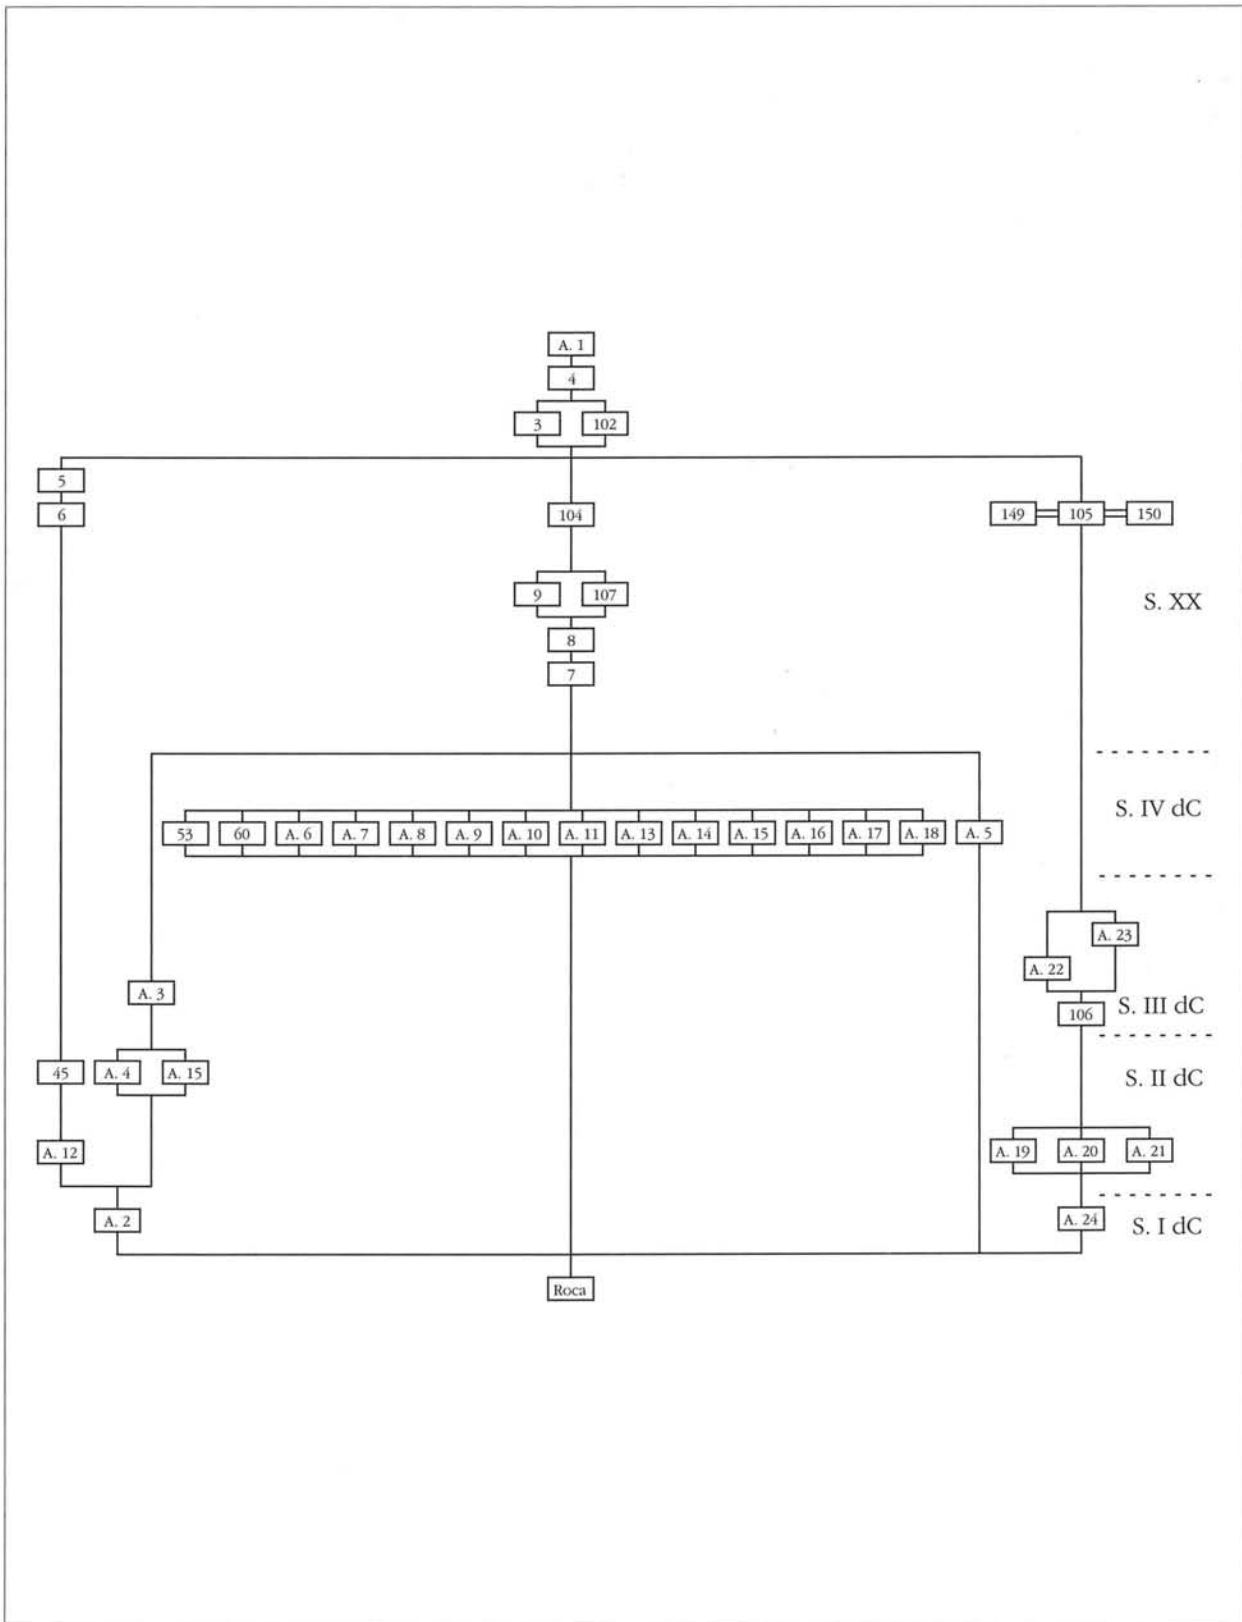 A. 1
4
3 102
5
6 104 149 105 150
9 107 S. XX
8
7
S. IV dC
53 60 A. 6 A. 7 A. 8 A. 9 A. 10 A. 11 A. 13 A. 14 A. 15 A. 16 A. 17 A. 18 A. 5
A. 23
A. 22
A. 3
106 S. III dC
45 A. 4 A. 15 S. II dC
A. 12 A. 19 A. 20 A. 21
A. 2 A. 24 S. I dC
Roca